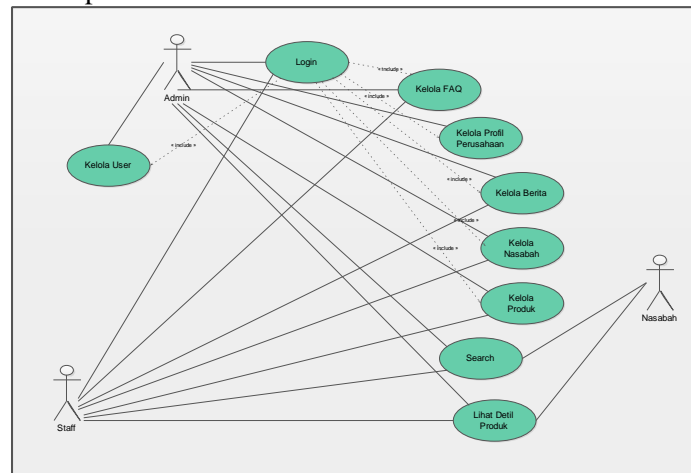 Login
« include »
Kelola FAQ
Admin
Kelola Profil
Perusahaan
« include »
« include »
Kelola User
« include »
Kelola Berita
« include »
Kelola
Nasabah
« include »
Kelola
Produk
Nasabah
Search
Staff
Lihat Detil
Produk